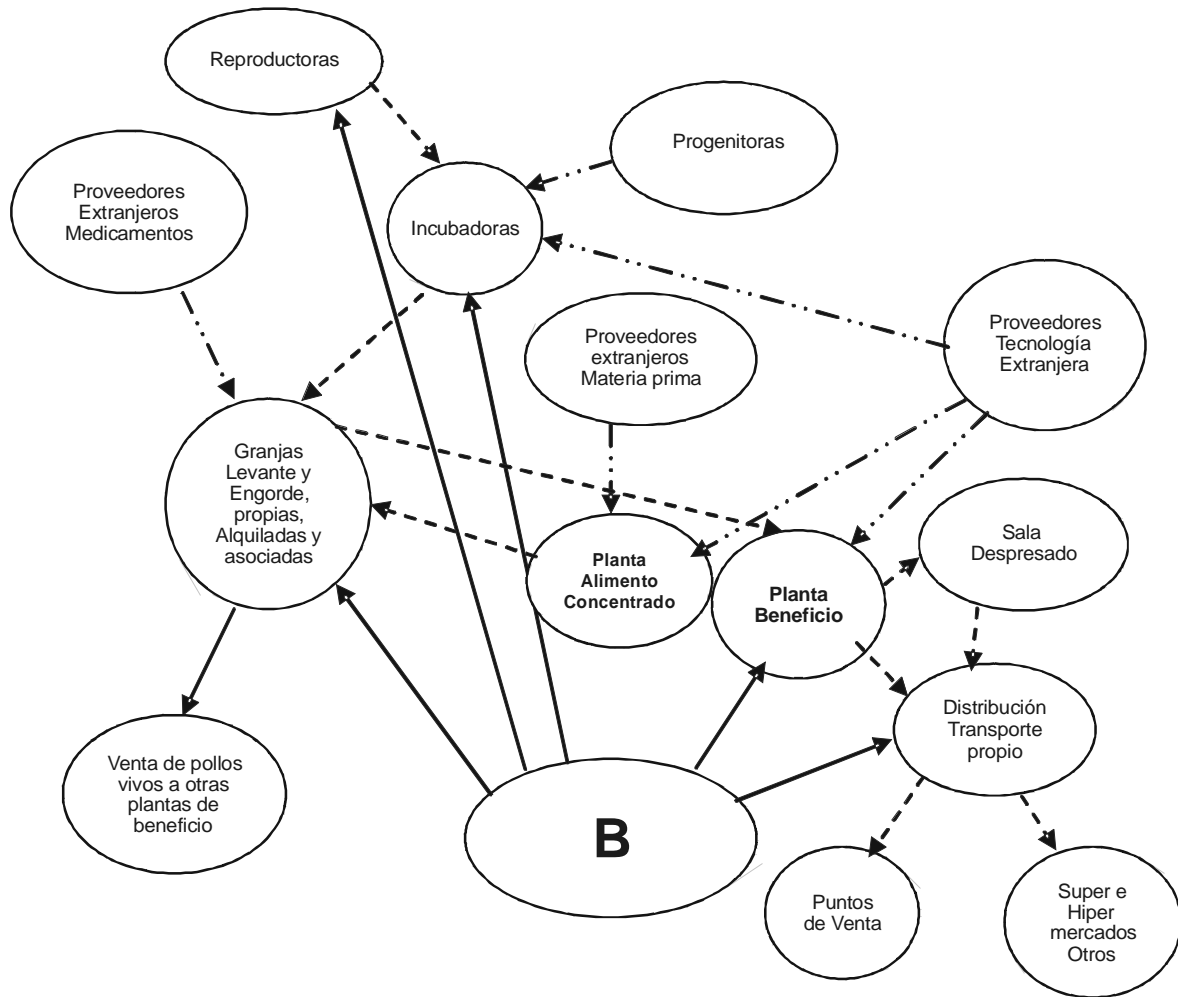 Reproductoras
Progenitoras
Proveedores
Extranjeros
Medicamentos
Incubadoras
Proveedores
extranjeros
Materia prima
Proveedores
Tecnología
Extranjera
Granjas
Levante y
Engorde,
propias,
Alquiladas y
asociadas
Planta
Alimento
Concentrado
Planta
Beneficio
Sala
Despresado
Distribución
Transporte
propio
Venta de pollos
vivos a otras
plantas de
beneficio
B
Puntos
de Venta
Super e
Hiper
mercados
Otros